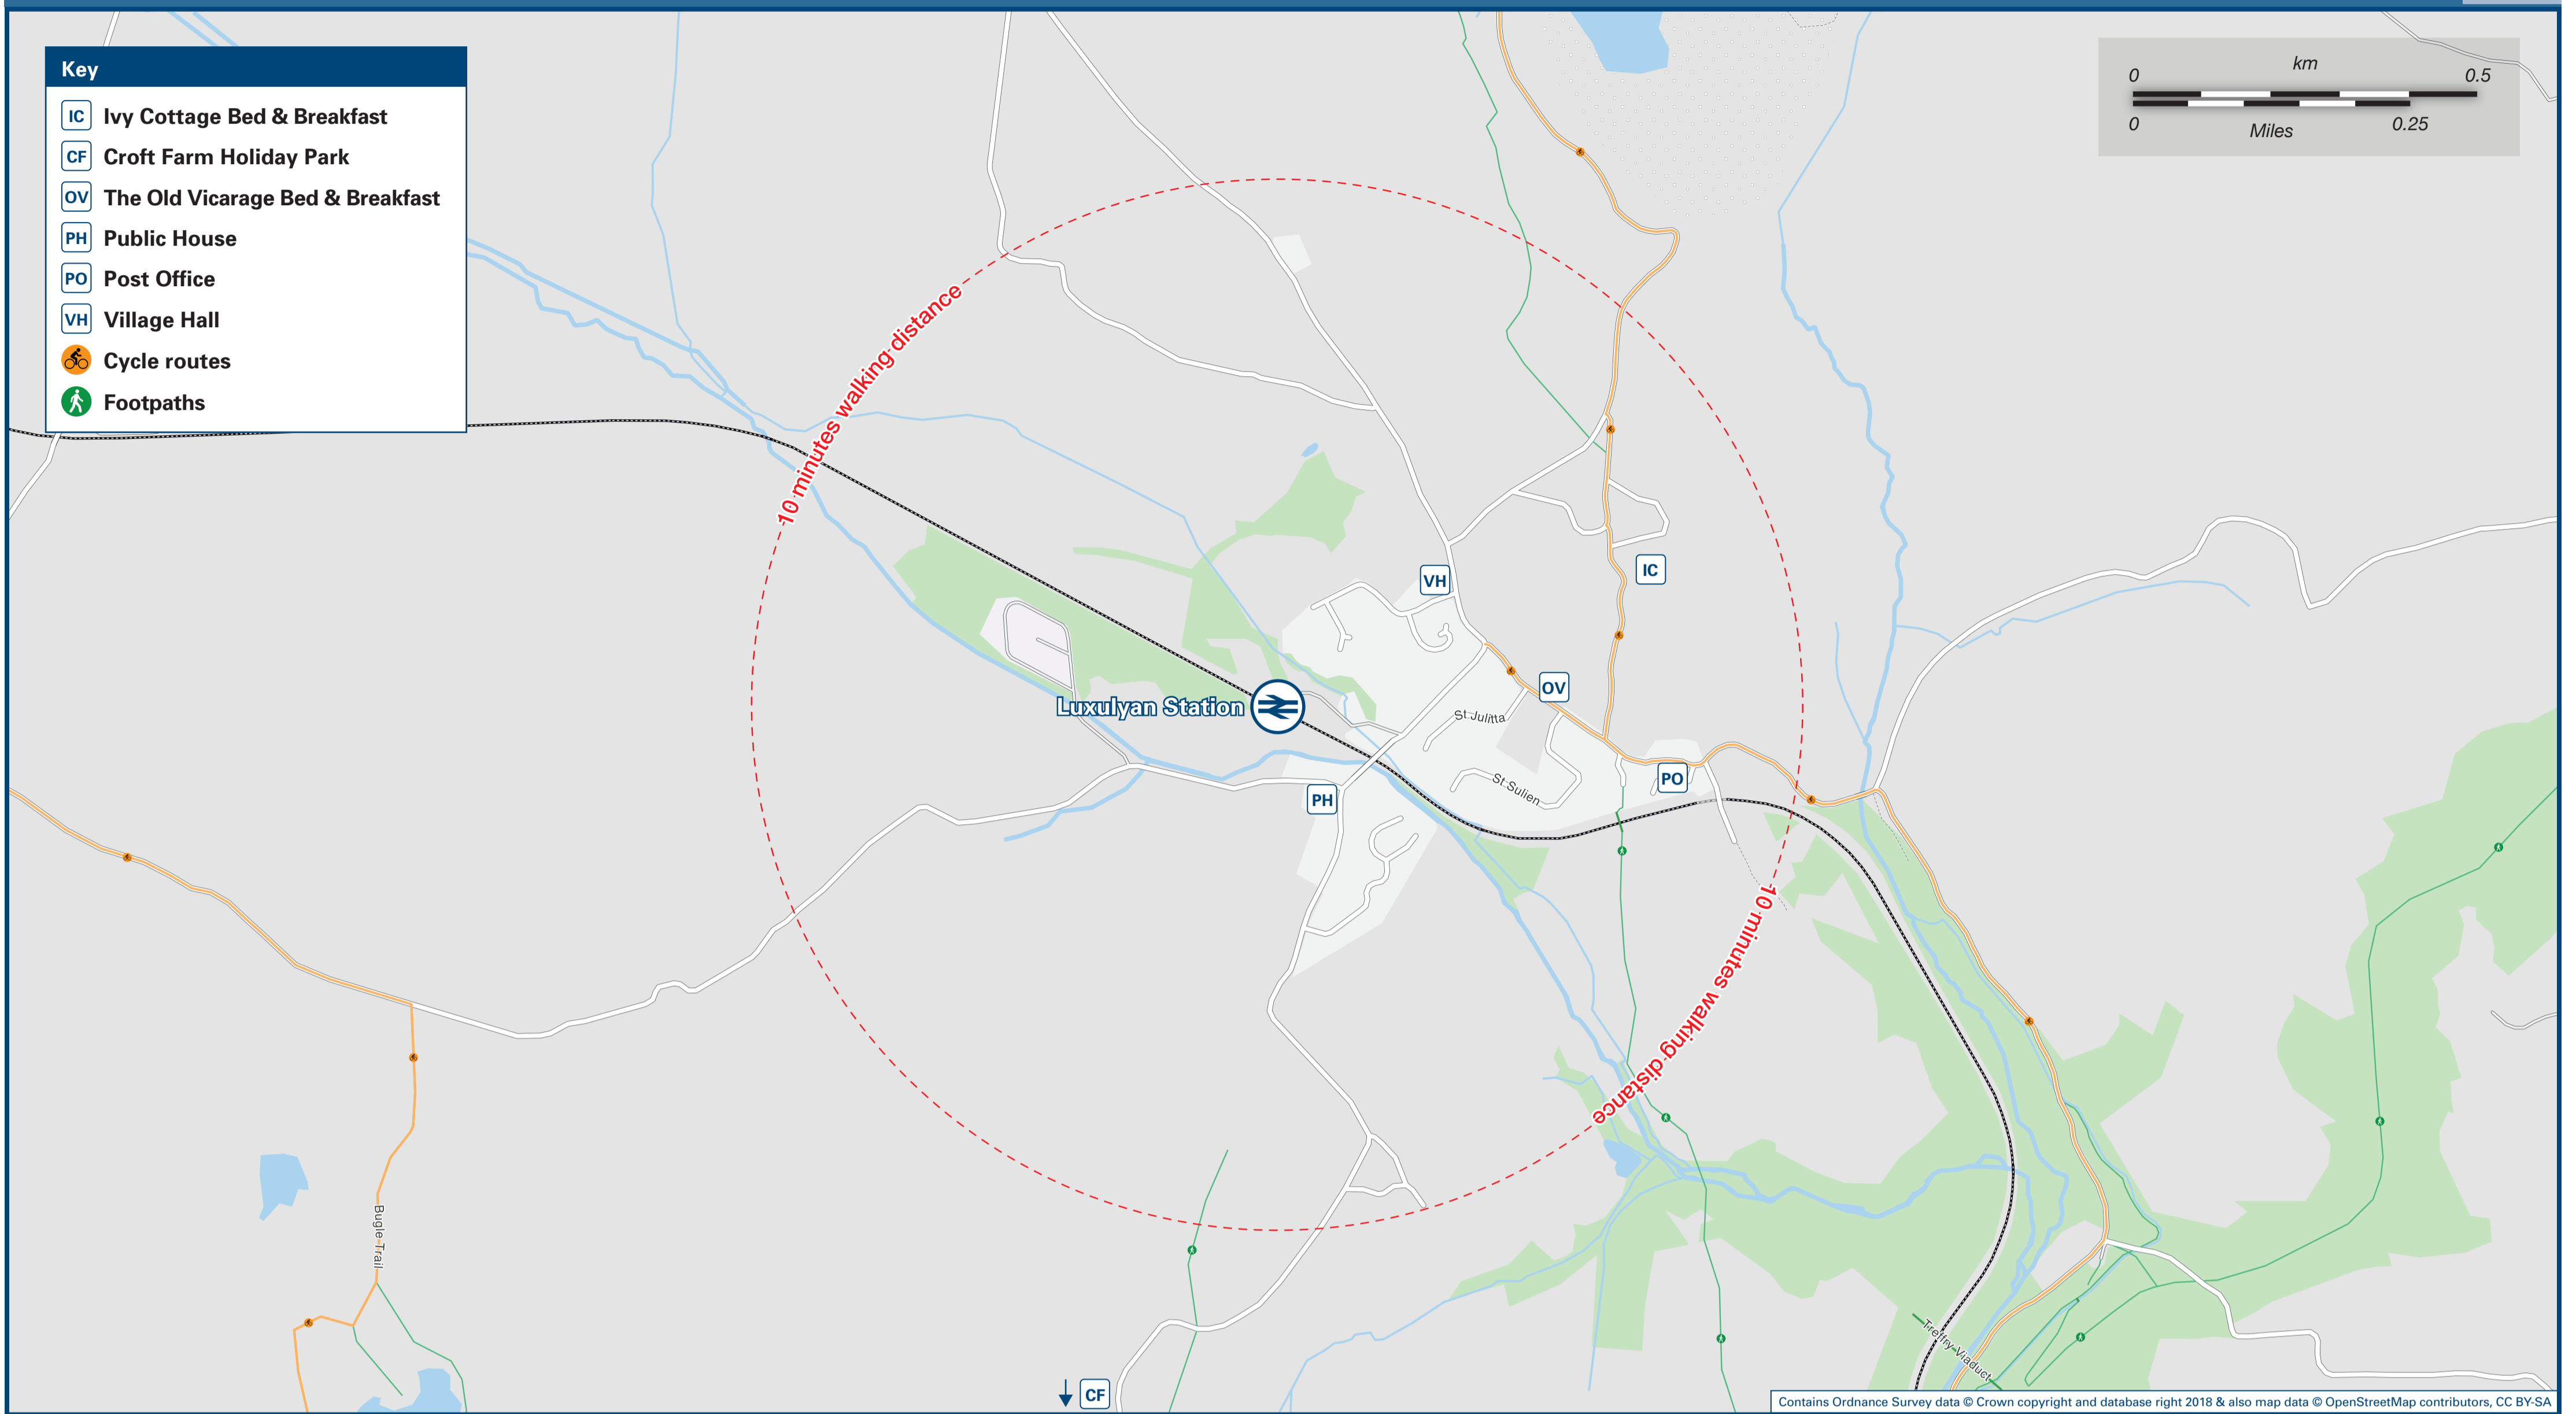 Key
IC Ivy Cottage Bed & Breakfast
CF Croft Farm Holiday Park
OV The Old Vicarage Bed & Breakfast
PH Public House
PO Post Office
VH Village Hall
Cycle routes
Footpaths
km
0 0.5
0 0.25
Miles
10 minutes walking distance
VH
IC
OV
Luxulyan Station
St Julitta
St Sulien
PO
PH
10 minutes walking distance
Bugle Trail
Treffry Viaduct
CF
Contains Ordnance Survey data © Crown copyright and database right 2018 & also map data © OpenStreetMap contributors, CC BY-SA